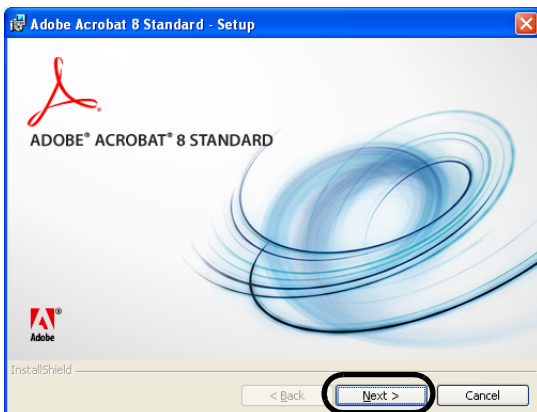 Adobe Acrobat 8 Standard - Setup
ADOBE® ACROBAT® 8 STANDARD
Adobe®
InstallShield
< Back
Next >
Cancel